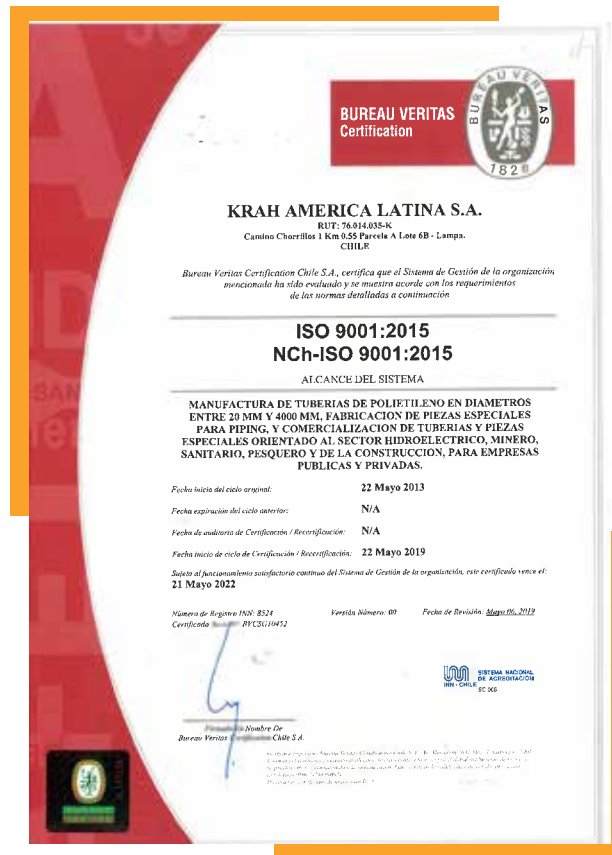 BUREAU VERITAS
Certification
BUREAU VERITAS
1828
KRAH AMERICA LATINA S.A.
RUT: 76.014.035-K
Camino Chorrillos 1 Km 0.55 Parcela A Lote 6B - Lampa.
CHILE
Bureau Veritas Certification Chile S.A., certifica que el Sistema de Gestión de la organización
mencionada ha sido evaluado y se muestra acorde con los requerimientos
de las normas detalladas a continuación
ISO 9001:2015
NCh-ISO 9001:2015
ALCANCE DEL SISTEMA
MANUFACTURA DE TUBERIAS DE POLIETILENO EN DIAMETROS
ENTRE 20 MM Y 4000 MM, FABRICACION DE PIEZAS ESPECIALES
PARA PIPING, Y COMERCIALIZACION DE TUBERIAS Y PIEZAS
ESPECIALES ORIENTADO AL SECTOR HIDROELECTRICO, MINERO,
SANITARIO, PESQUERO Y DE LA CONSTRUCCION, PARA EMPRESAS
PUBLICAS Y PRIVADAS.
Fecha inicio del ciclo original: 22 Mayo 2013
Fecha expiración del ciclo anterior: N/A
Fecha de auditoria de Certificación / Recertificación: N/A
Fecha inicio de ciclo de Certificación / Recertificación: 22 Mayo 2019
Sujeto al funcionamiento satisfactorio continuo del Sistema de Gestión de la organización, este certificado vence el:
21 Mayo 2022
Número de Registro INN: 8524 Versión Número: 00 Fecha de Revisión: Mayo 06, 2019
Certificado BVCSG10452
INN - CHILE
SISTEMA NACIONAL
DE ACREDITACION
SC 006
Nombre De
Bureau Veritas Chile S.A.